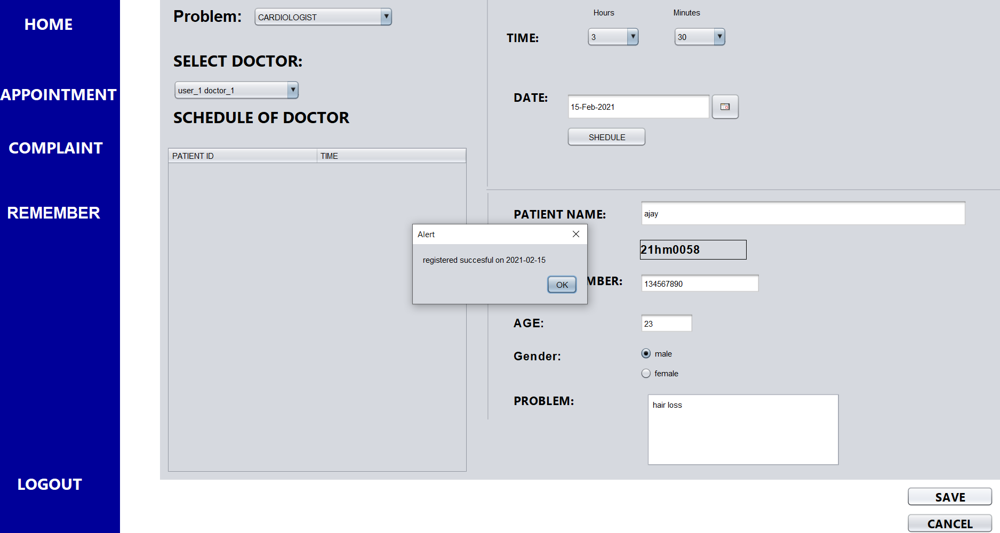 HOME
APPOINTMENT
COMPLAINT
REMEMBER
LOGOUT
Problem: CARDIOLOGIST
SELECT DOCTOR:
user_1 doctor_1
SCHEDULE OF DOCTOR
PATIENT ID TIME
Hours Minutes
TIME: 3 30
DATE: 15-Feb-2021
SHEDULE
PATIENT NAME: ajay
21hm0058
MBER: 134567890
AGE: 23
Gender: male
female
PROBLEM: hair loss
Alert
registered succesful on 2021-02-15
OK
SAVE
CANCEL